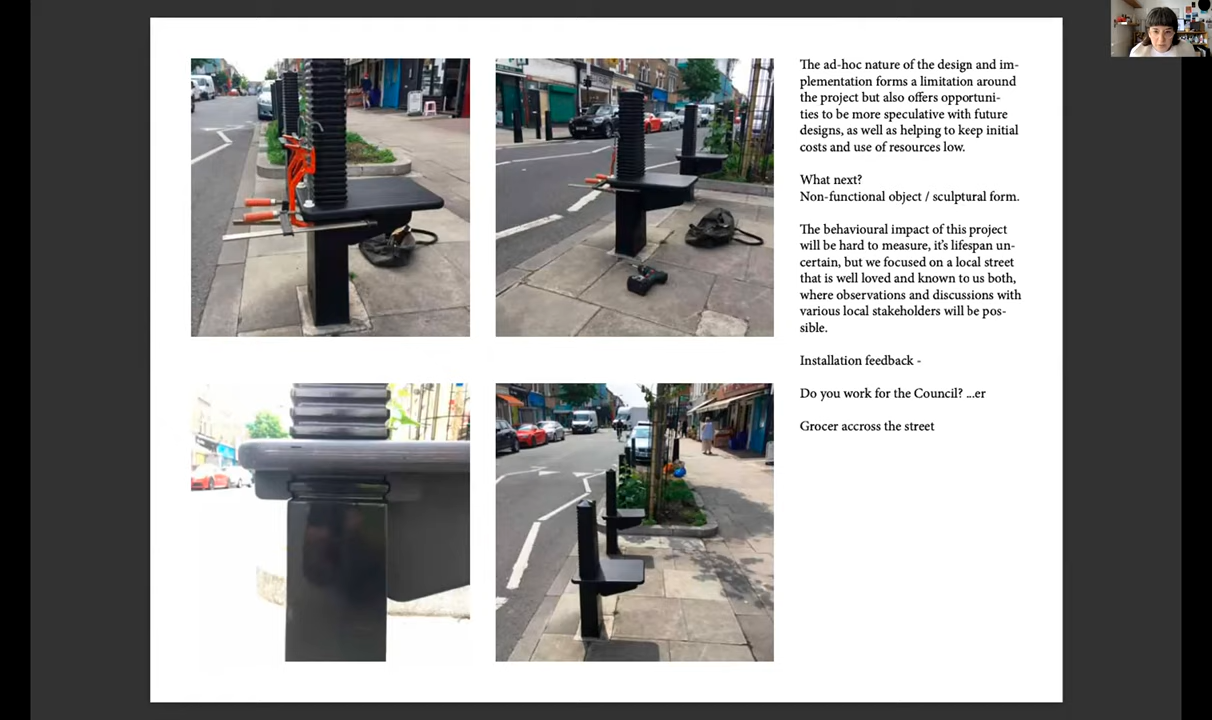 The ad-hoc nature of the design and im-
plementation forms a limitation around
the project but also offers opportuni-
ties to be more speculative with future
designs, as well as helping to keep initial
costs and use of resources low.
What next?
Non-functional object / sculptural form.
The behavioural impact of this project
will be hard to measure, it's lifespan un-
certain, but we focused on a local street
that is well loved and known to us both,
where observations and discussions with
various local stakeholders will be pos-
sible.
Installation feedback -
Do you work for the Council? ...er
Grocer accross the street